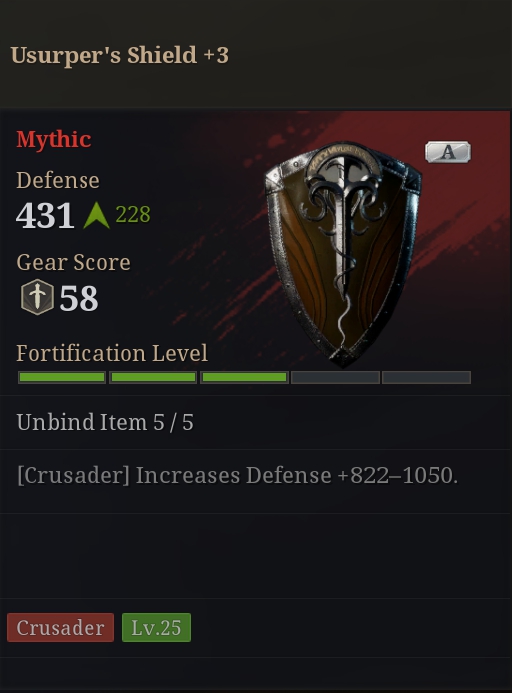 Usurper's Shield +3
Mythic
A
Defense
431 228
Gear Score
58
Fortification Level
Unbind Item 5 / 5
[Crusader] Increases Defense +822–1050.
Crusader Lv.25